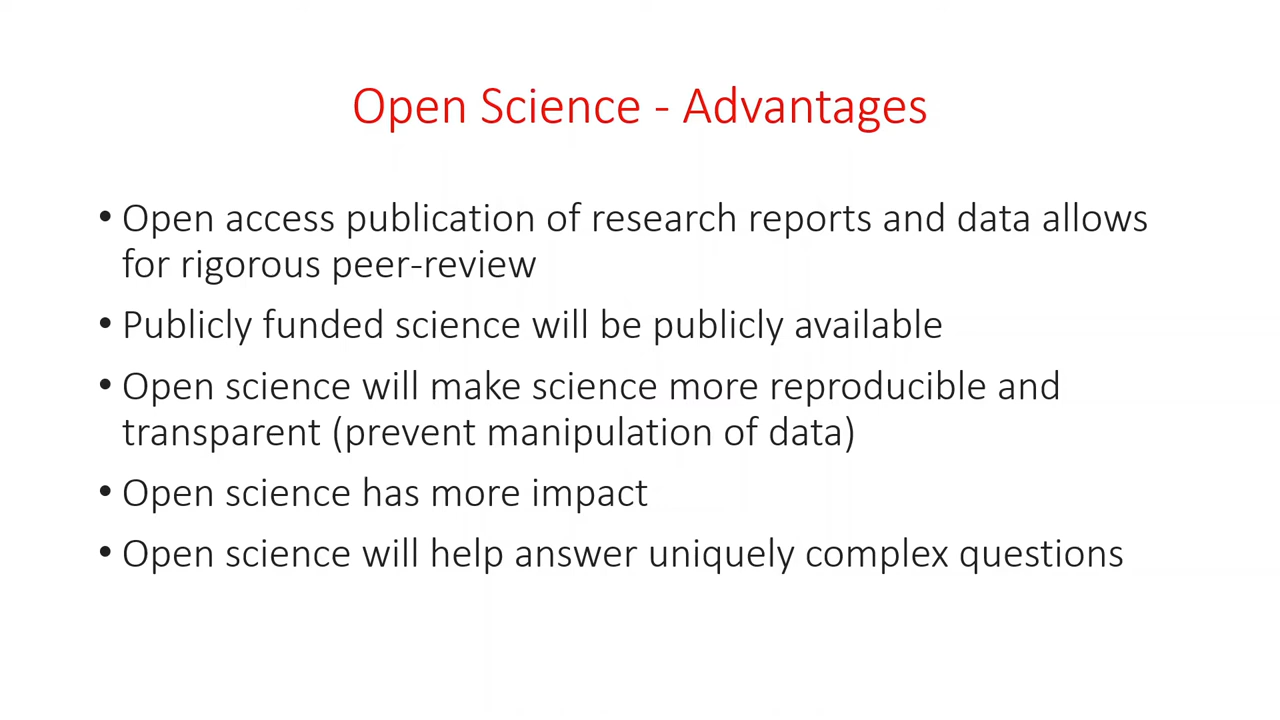 Open Science - Advantages
• Open access publication of research reports and data allows
for rigorous peer-review
• Publicly funded science will be publicly available
• Open science will make science more reproducible and
transparent (prevent manipulation of data)
• Open science has more impact
• Open science will help answer uniquely complex questions